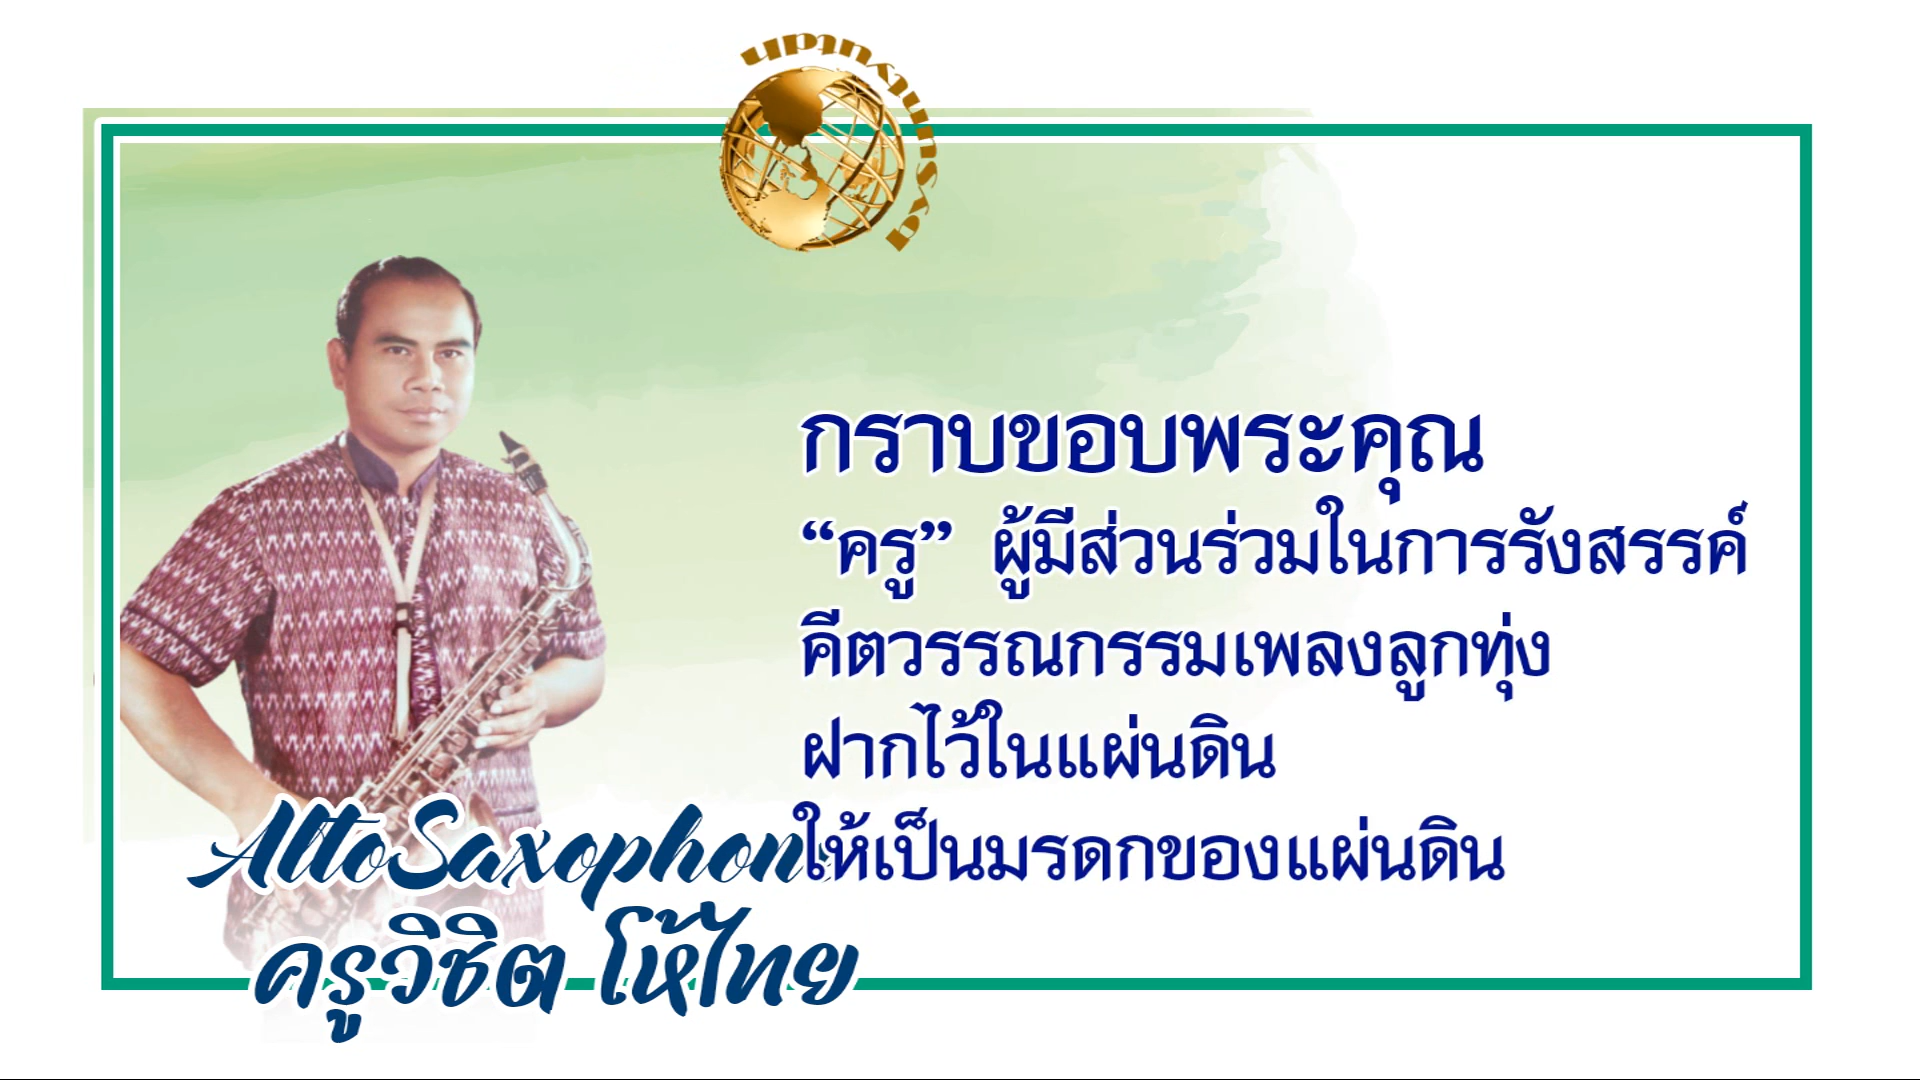 กราบขอบพระคุณ
“ครู” ผู้มีส่วนร่วมในการรังสรรค์
คีตวรรณกรรมเพลงลูกทุ่ง
ฝากไว้ในแผ่นดิน
ให้เป็นมรดกของแผ่นดิน
AltoSaxophone
ครูวิชิต โห้ไทย